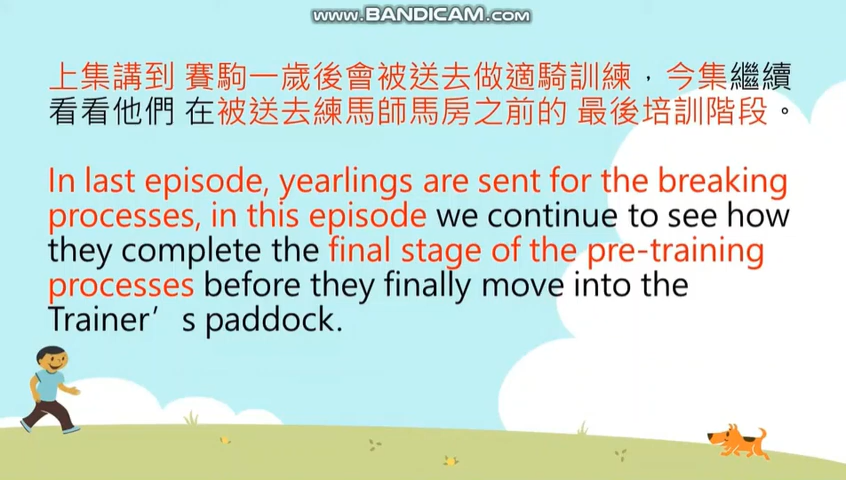 www.BANDICAM.com
上集講到 賽駒一歲後會被送去做適騎訓練，今集繼續
看看他們 在被送去練馬師馬房之前的 最後培訓階段。
In last episode, yearlings are sent for the breaking
processes, in this episode we continue to see how
they complete the final stage of the pre-training
processes before they finally move into the
Trainer’s paddock.